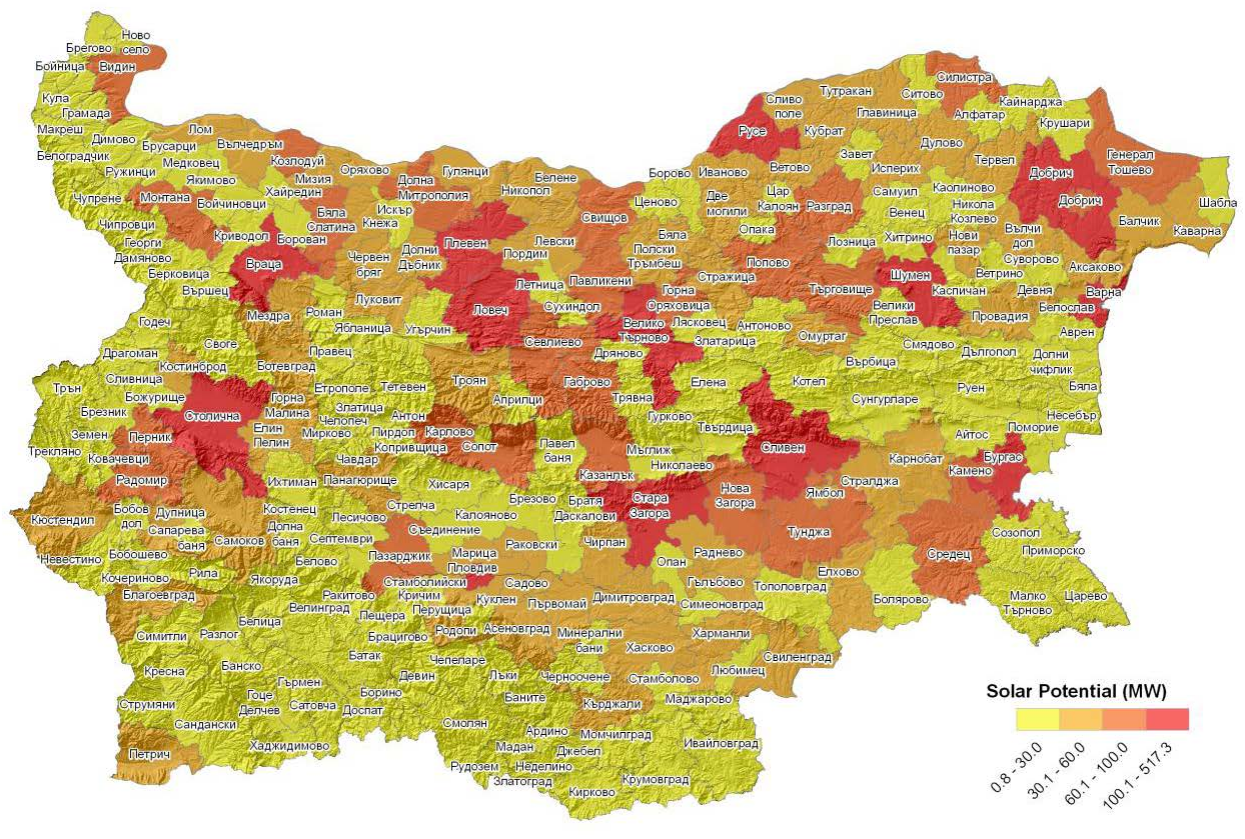 Ново
село
Брегово
Бойница
Видин
Кула
Грамада
Макреш
Димово
Белоградчик
Ружинци
Чупрене
Лом
Брусарци
Вълчедръм
Медковец
Якимово
Козлодуй
Монтана
Бойчиновци
Хайредин
Мизия
Оряхово
Чипровци
Георги
Дамяново
Берковица
Вършец
Криводол
Враца
Борован
Бяла
Слатина
Кнежа
Искър
Долна
Митрополия
Гулянци
Никопол
Белене
Долни
Дъбник
Плевен
Пордим
Левски
Свищов
Червен
бряг
Луковит
Роман
Мездра
Ябланица
Угърчин
Ловеч
Летница
Сухиндол
Павликени
Полски
Тръмбеш
Бяла
Ценово
Борово
Иваново
Две
могили
Русе
Сливо
поле
Кубрат
Тутракан
Главиница
Ситово
Силистра
Алфатар
Кайнарджа
Крушари
Дулово
Завет
Исперих
Ветово
Цар
Калоян
Разград
Опака
Самуил
Каолиново
Венец
Никола
Козлево
Тервел
Добрич
Добрич
Генерал
Тошево
Шабла
Балчик
Каварна
Лозница
Хитрино
Нови
пазар
Вълчи
дол
Суворово
Аксаково
Ветрино
Девня
Белослав
Варна
Провадия
Аврен
Каспичан
Шумен
Велики
Преслав
Смядово
Дългопол
Долни
чифлик
Бяла
Попово
Търговище
Стражица
Горна
Оряховица
Лясковец
Велико
Търново
Антоново
Златарица
Омуртаг
Върбица
Котел
Елена
Сунгурларе
Руен
Несебър
Поморие
Айтос
Бургас
Камено
Карнобат
Севлиево
Дряново
Габрово
Трявна
Гурково
Твърдица
Сливен
Троян
Априлци
Тетевен
Правец
Ботевград
Етрополе
Своге
Годеч
Драгоман
Костинброд
Сливница
Божурище
Столична
Горна
Малина
Елин
Пелин
Златица
Челопеч
Мирково
Антон
Пирдоп
Чавдар
Копривщица
Карлово
Сопот
Павел
баня
Казанлък
Мъглиж
Николаево
Трън
Брезник
Земен
Перник
Трекляно
Ковачевци
Радомир
Ихтиман
Панагюрище
Стрелча
Хисаря
Калояново
Брезово
Братя
Даскалови
Стара
Загора
Нова
Загора
Ямбол
Стралджа
Тунджа
Средец
Созопол
Приморско
Малко
Търново
Царево
Кюстендил
Бобов
дол
Дупница
Сапарева
баня
Самоков
Костенец
Долна
баня
Лесичово
Септември
Белово
Пазарджик
Съединение
Марица
Пловдив
Раковски
Чирпан
Опан
Раднево
Гълъбово
Тополовград
Елхово
Болярово
Невестино
Бобошево
Кочериново
Рила
Благоевград
Якоруда
Велинград
Ракитово
Стамболийски
Кричим
Пещера
Перущица
Брацигово
Родопи
Куклен
Садово
Асеновград
Първомай
Димитровград
Симеоновград
Минерални
бани
Хасково
Харманли
Свиленград
Любимец
Стамболово
Маджарово
Симитли
Разлог
Белица
Банско
Кресна
Струмяни
Сандански
Петрич
Гоце
Делчев
Гърмен
Сатовча
Хаджидимово
Батак
Девин
Борино
Доспат
Чепеларе
Лъки
Смолян
Баните
Черноочене
Кърджали
Ардино
Момчилград
Мадан
Джебел
Рудозем
Неделино
Златоград
Кирково
Крумовград
Ивайловград
Solar Potential (MW)
0.8 - 30.0
30.1 - 60.0
60.1 - 100.0
100.1 - 517.3